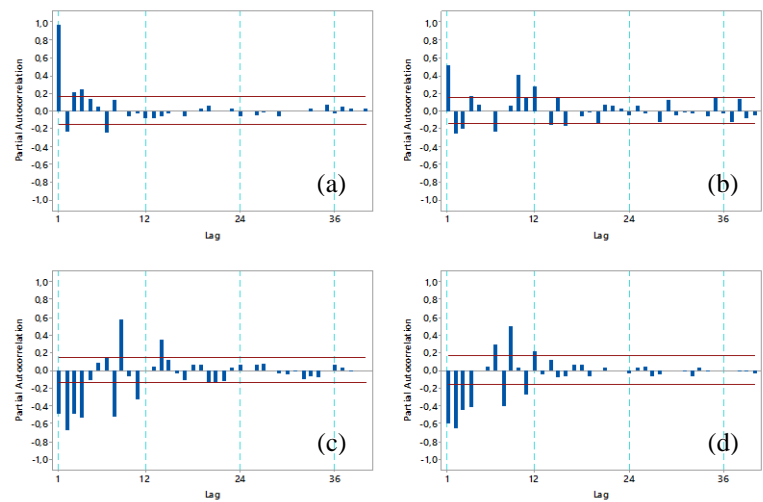 1,0
0,8
0,6
0,4
0,2
0,0
-0,2
-0,4
-0,6
-0,8
-1,0
Partial Autocorrelation
1 12 24 36
Lag
(a)
1,0
0,8
0,6
0,4
0,2
0,0
-0,2
-0,4
-0,6
-0,8
-1,0
Partial Autocorrelation
1 12 24 36
Lag
(b)
1,0
0,8
0,6
0,4
0,2
0,0
-0,2
-0,4
-0,6
-0,8
-1,0
Partial Autocorrelation
1 12 24 36
Lag
(c)
1,0
0,8
0,6
0,4
0,2
0,0
-0,2
-0,4
-0,6
-0,8
-1,0
Partial Autocorrelation
1 12 24 36
Lag
(d)